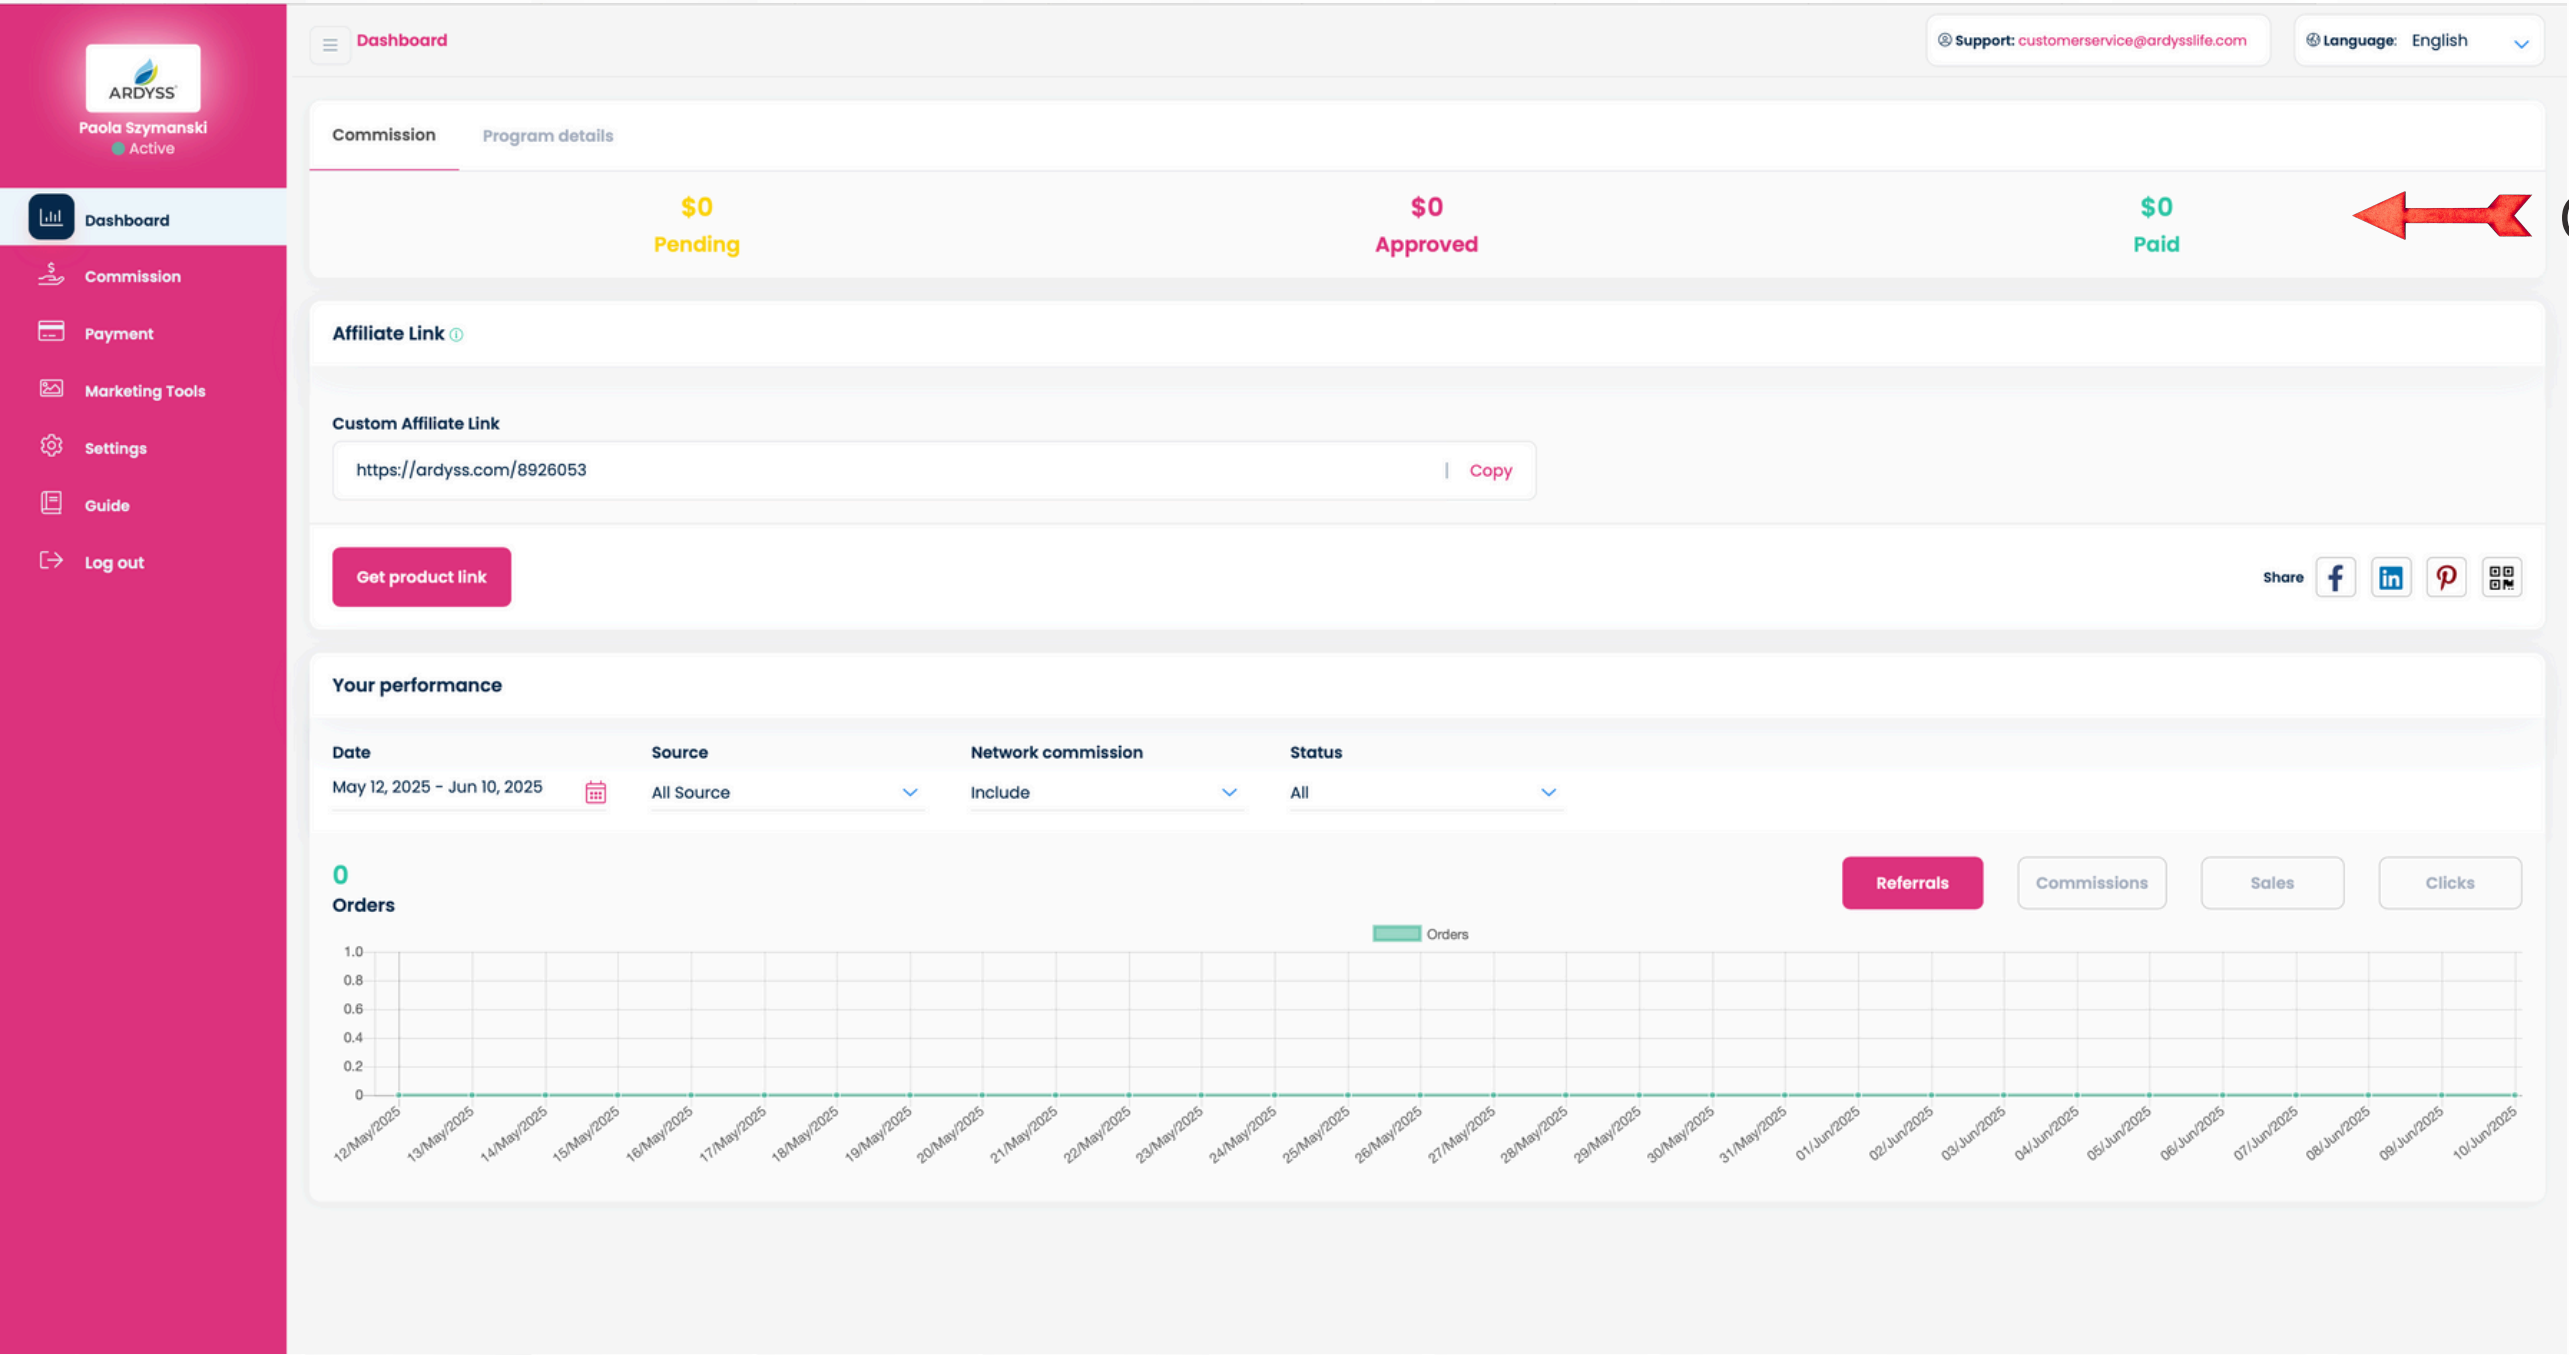 ARDYSS
Paola Szymanski
Active
Dashboard
Commission
Payment
Marketing Tools
Settings
Guide
Log out
Dashboard
Support: customerservice@ardysslife.com
Language: English
Commission Program details
$0 $0 $0
Pending Approved Paid
Affiliate Link
Custom Affiliate Link
https://ardyss.com/8926053 | Copy
Get product link
Share
Your performance
Date Source Network commission Status
May 12, 2025 - Jun 10, 2025 All Source Include All
0
Orders
Referrals Commissions Sales Clicks
Orders
1.0
0.8
0.6
0.4
0.2
0
12/May/2025 13/May/2025 14/May/2025 15/May/2025 16/May/2025 17/May/2025 18/May/2025 19/May/2025 20/May/2025 21/May/2025 22/May/2025 23/May/2025 24/May/2025 25/May/2025 26/May/2025 27/May/2025 28/May/2025 29/May/2025 30/May/2025 31/May/2025 01/Jun/2025 02/Jun/2025 03/Jun/2025 04/Jun/2025 05/Jun/2025 06/Jun/2025 07/Jun/2025 08/Jun/2025 09/Jun/2025 10/Jun/2025